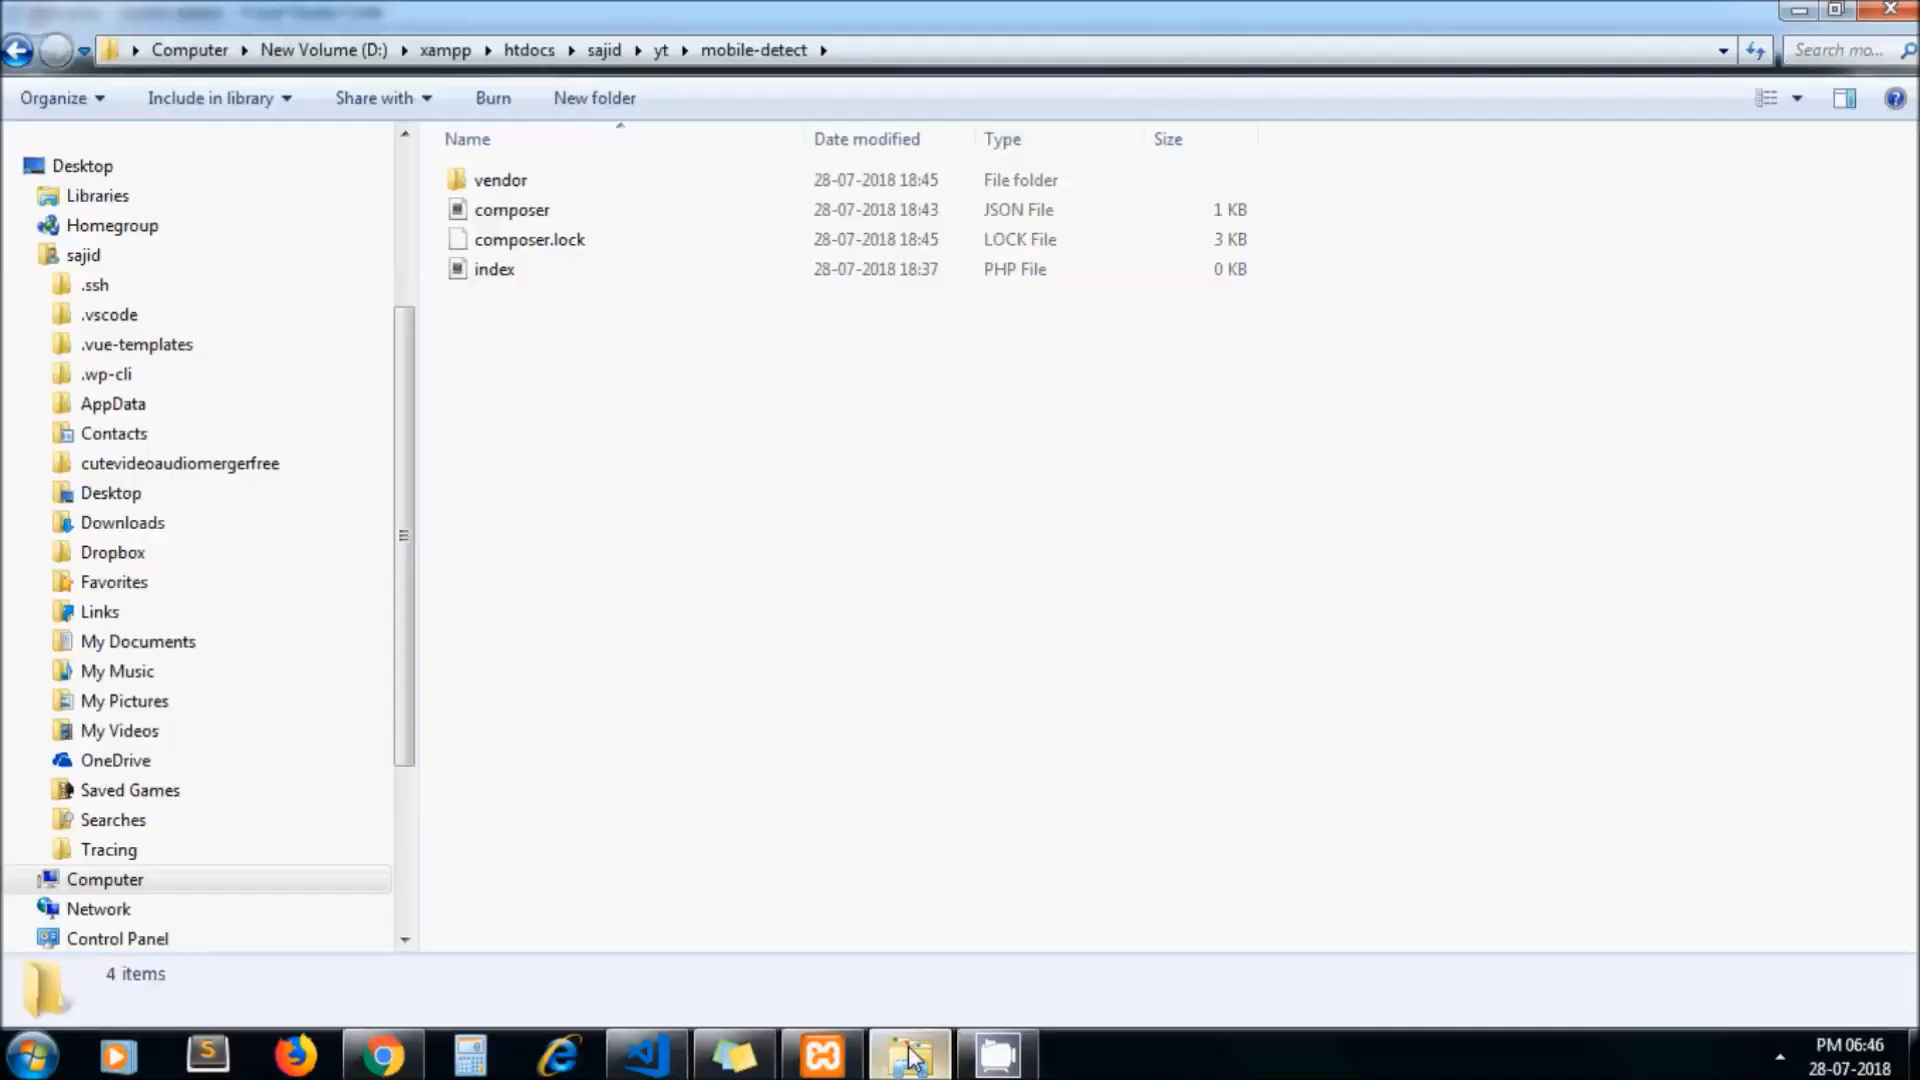 Computer New Volume (D:) xampp htdocs sajid yt mobile-detect Search mo...
Organize Include in library Share with Burn New folder
Name Date modified Type Size
vendor 28-07-2018 18:45 File folder
composer 28-07-2018 18:43 JSON File 1 KB
composer.lock 28-07-2018 18:45 LOCK File 3 KB
index 28-07-2018 18:37 PHP File 0 KB
Desktop
Libraries
Homegroup
sajid
.ssh
.vscode
.vue-templates
.wp-cli
AppData
Contacts
cutevideoaudiomergerfree
Desktop
Downloads
Dropbox
Favorites
Links
My Documents
My Music
My Pictures
My Videos
OneDrive
Saved Games
Searches
Tracing
Computer
Network
Control Panel
4 items
PM 06:46
28-07-2018